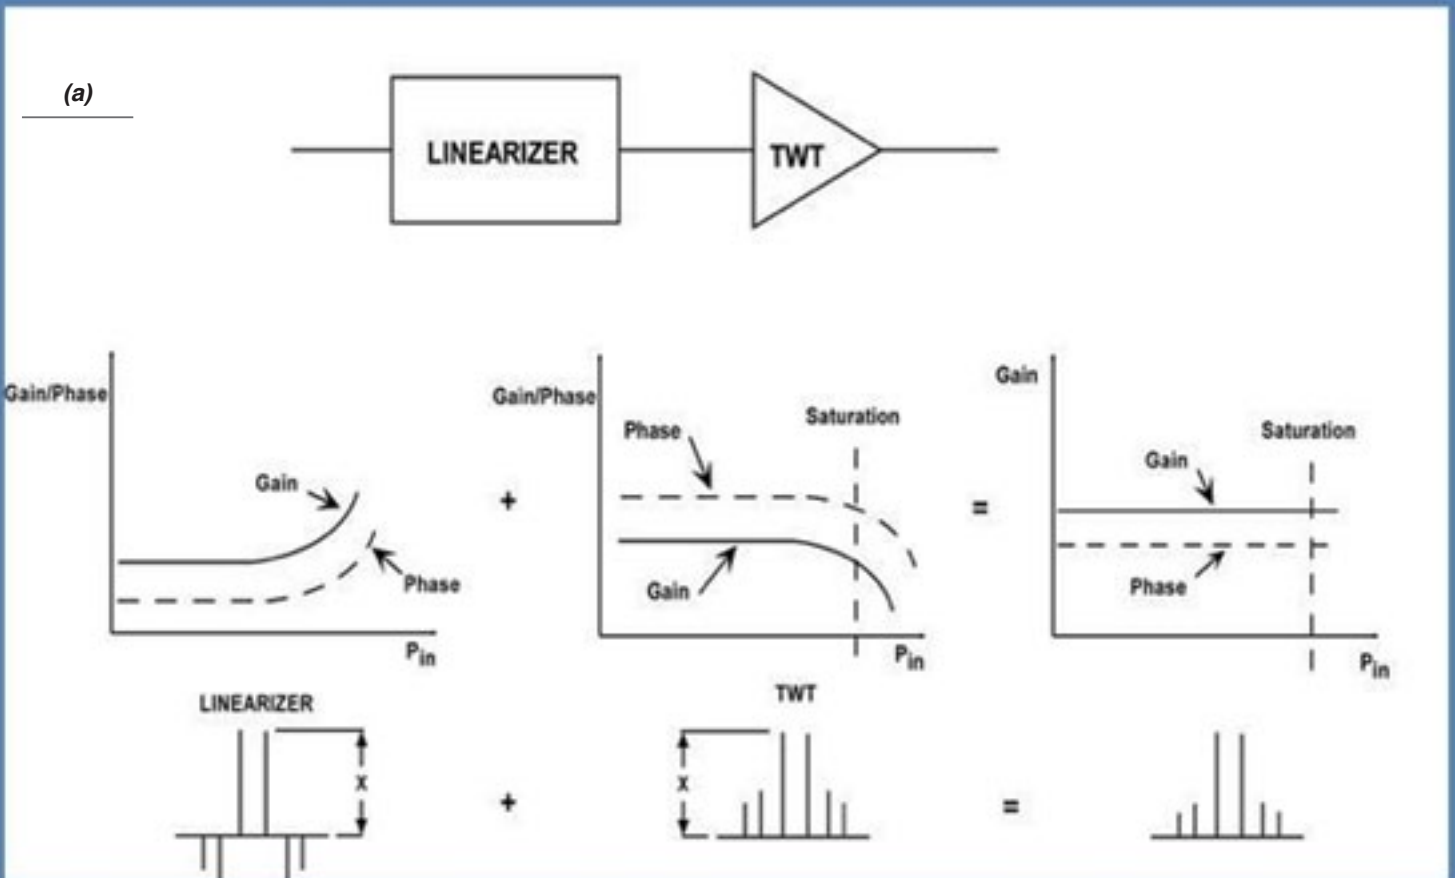 (a)
LINEARIZER
TWT
Gain/Phase
Gain
Phase
Pin
+
Gain/Phase
Phase
Saturation
Gain
Pin
=
Gain
Saturation
Gain
Phase
Pin
LINEARIZER
X
+
TWT
X
=